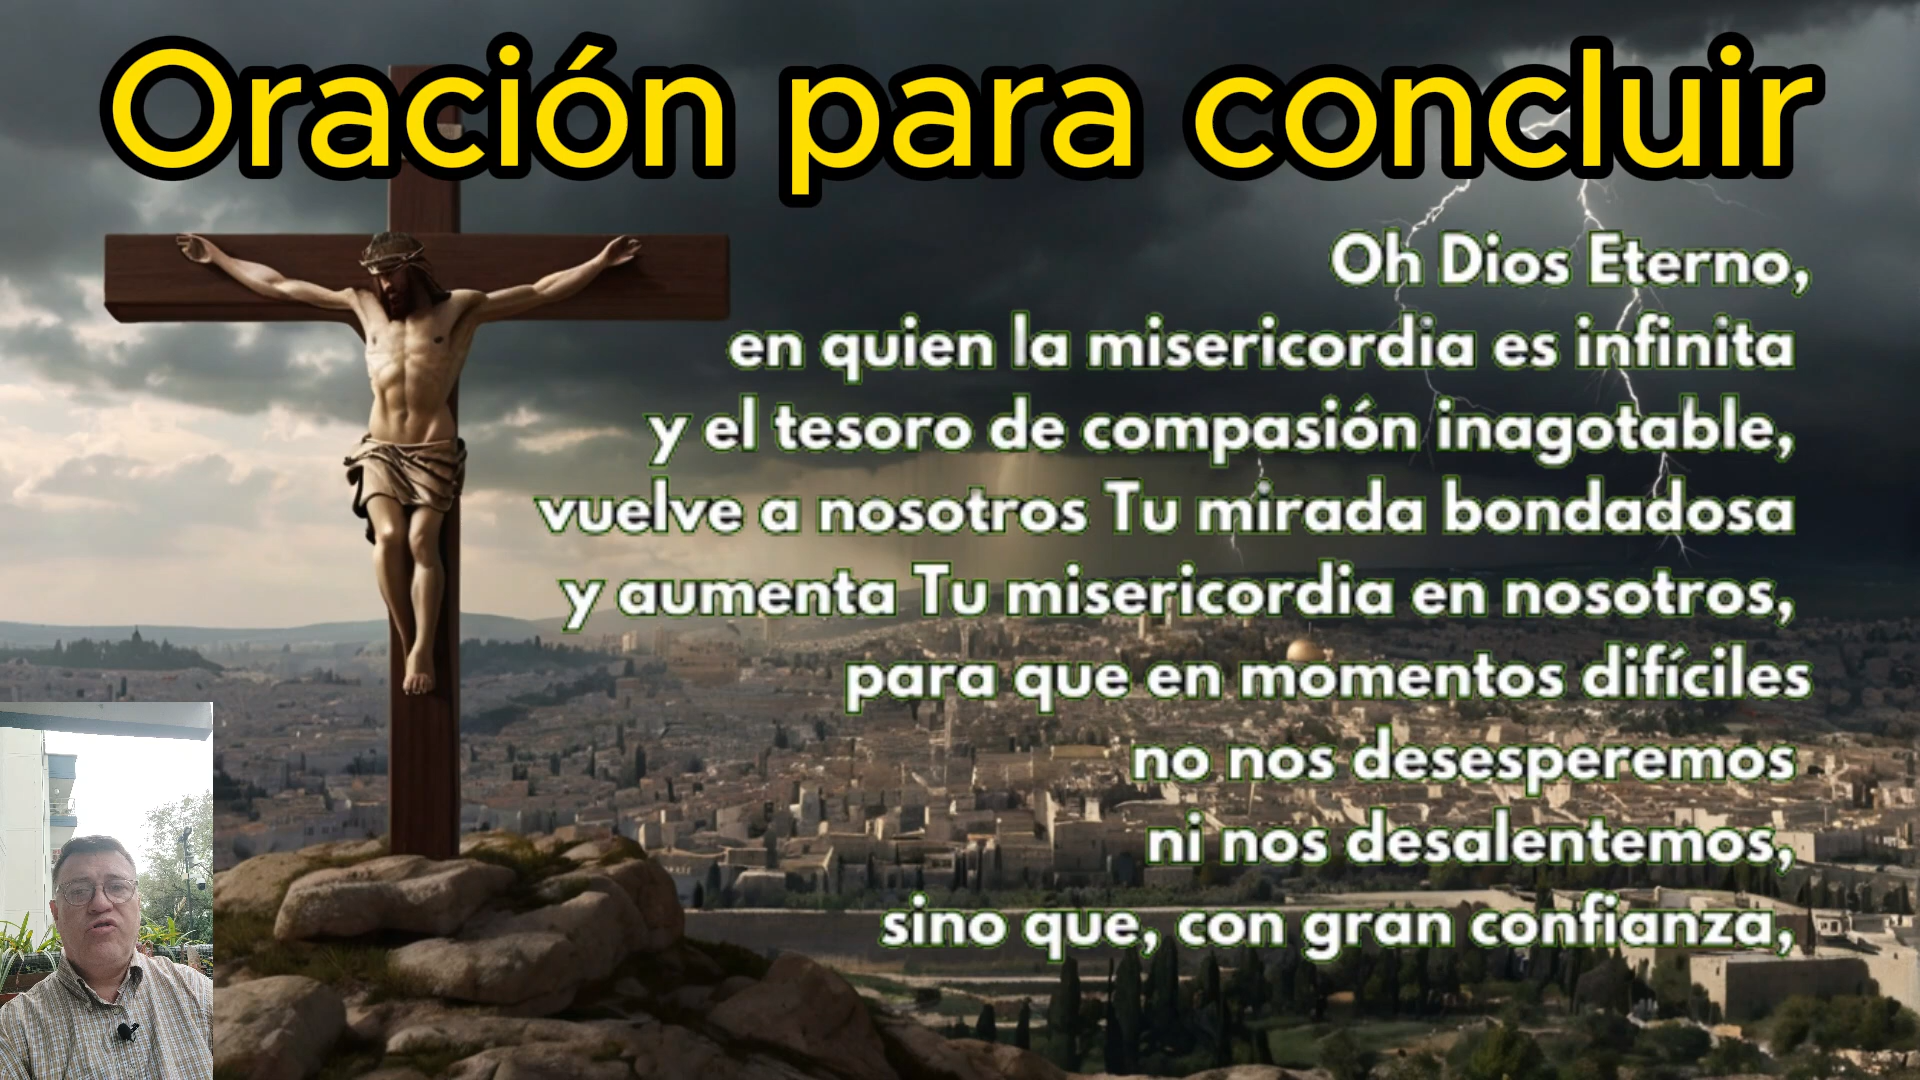 Oración para concluir
Oh Dios Eterno,
en quien la misericordia es infinita
y el tesoro de compasión inagotable,
vuelve a nosotros Tu mirada bondadosa
y aumenta Tu misericordia en nosotros,
para que en momentos difíciles
no nos desesperemos
ni nos desalentemos,
sino que, con gran confianza,